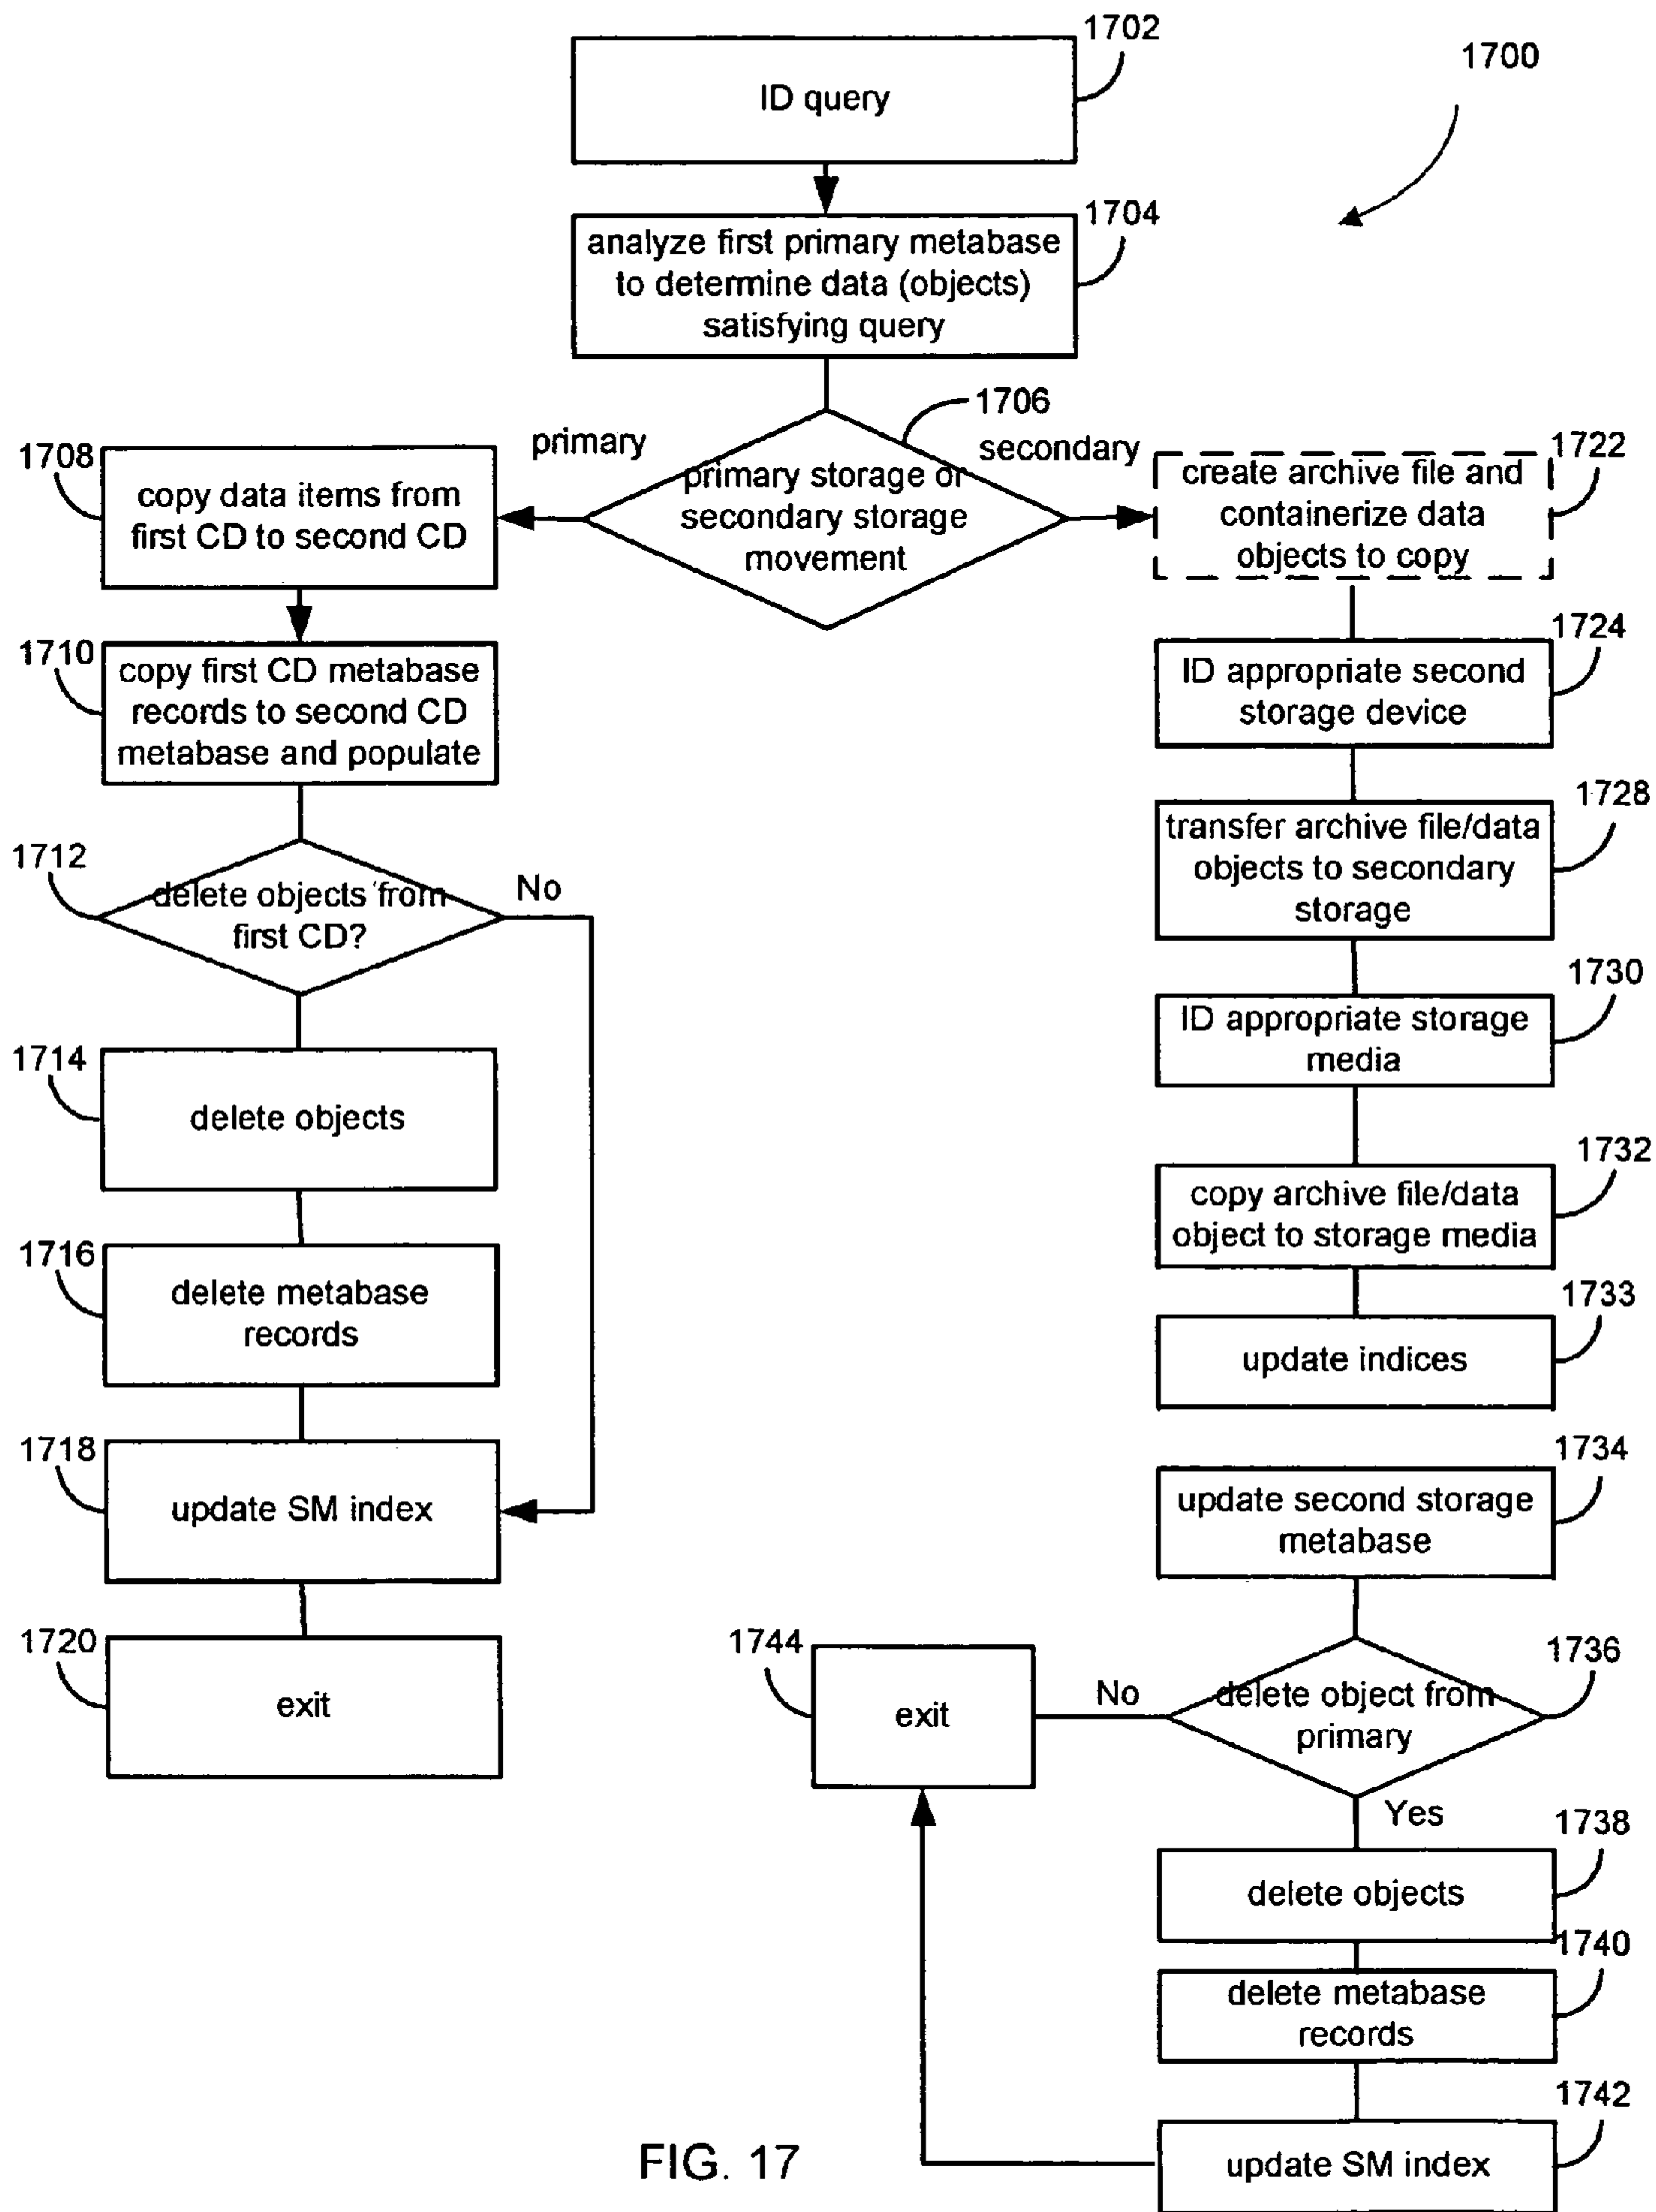 1702
1700
ID query
1704
analyze first primary metabase
to determine data (objects)
satisfying query
1706
primary
secondary
primary storage or
secondary storage
movement
1708
copy data items from
first CD to second CD
1722
create archive file and
containerize data
objects to copy
1710
copy first CD metabase
records to second CD
metabase and populate
1724
ID appropriate second
storage device
1712
delete objects from
first CD?
No
1728
transfer archive file/data
objects to secondary
storage
1730
ID appropriate storage
media
1714
delete objects
1732
copy archive file/data
object to storage media
1716
delete metabase
records
1733
update indices
1718
update SM index
1734
update second storage
metabase
1720
exit
1744
exit
No
1736
delete object from
primary
Yes
1738
delete objects
1740
delete metabase
records
1742
update SM index
FIG. 17